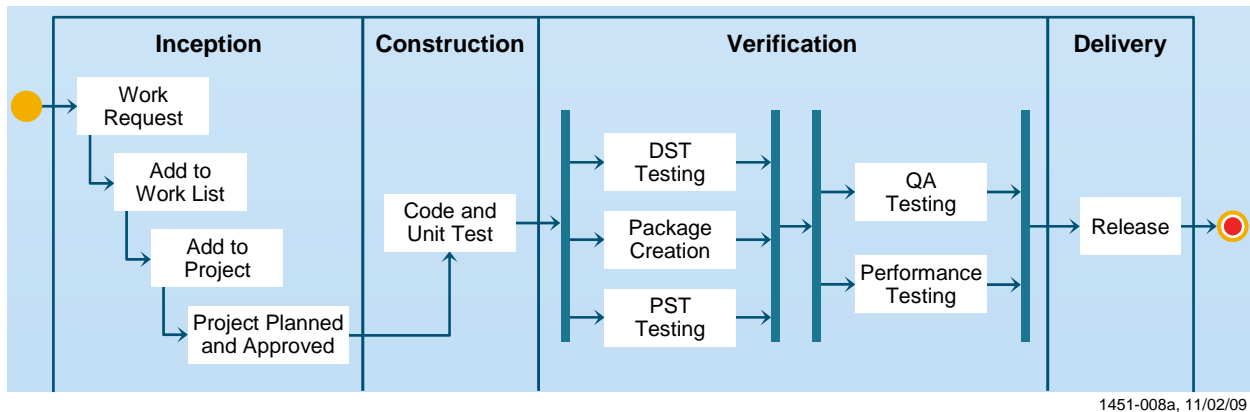 Inception
Construction
Verification
Delivery
Work
Request
Add to
Work List
Add to
Project
Project Planned
and Approved
Code and
Unit Test
DST
Testing
Package
Creation
PST
Testing
QA
Testing
Performance
Testing
Release
1451-008a, 11/02/09